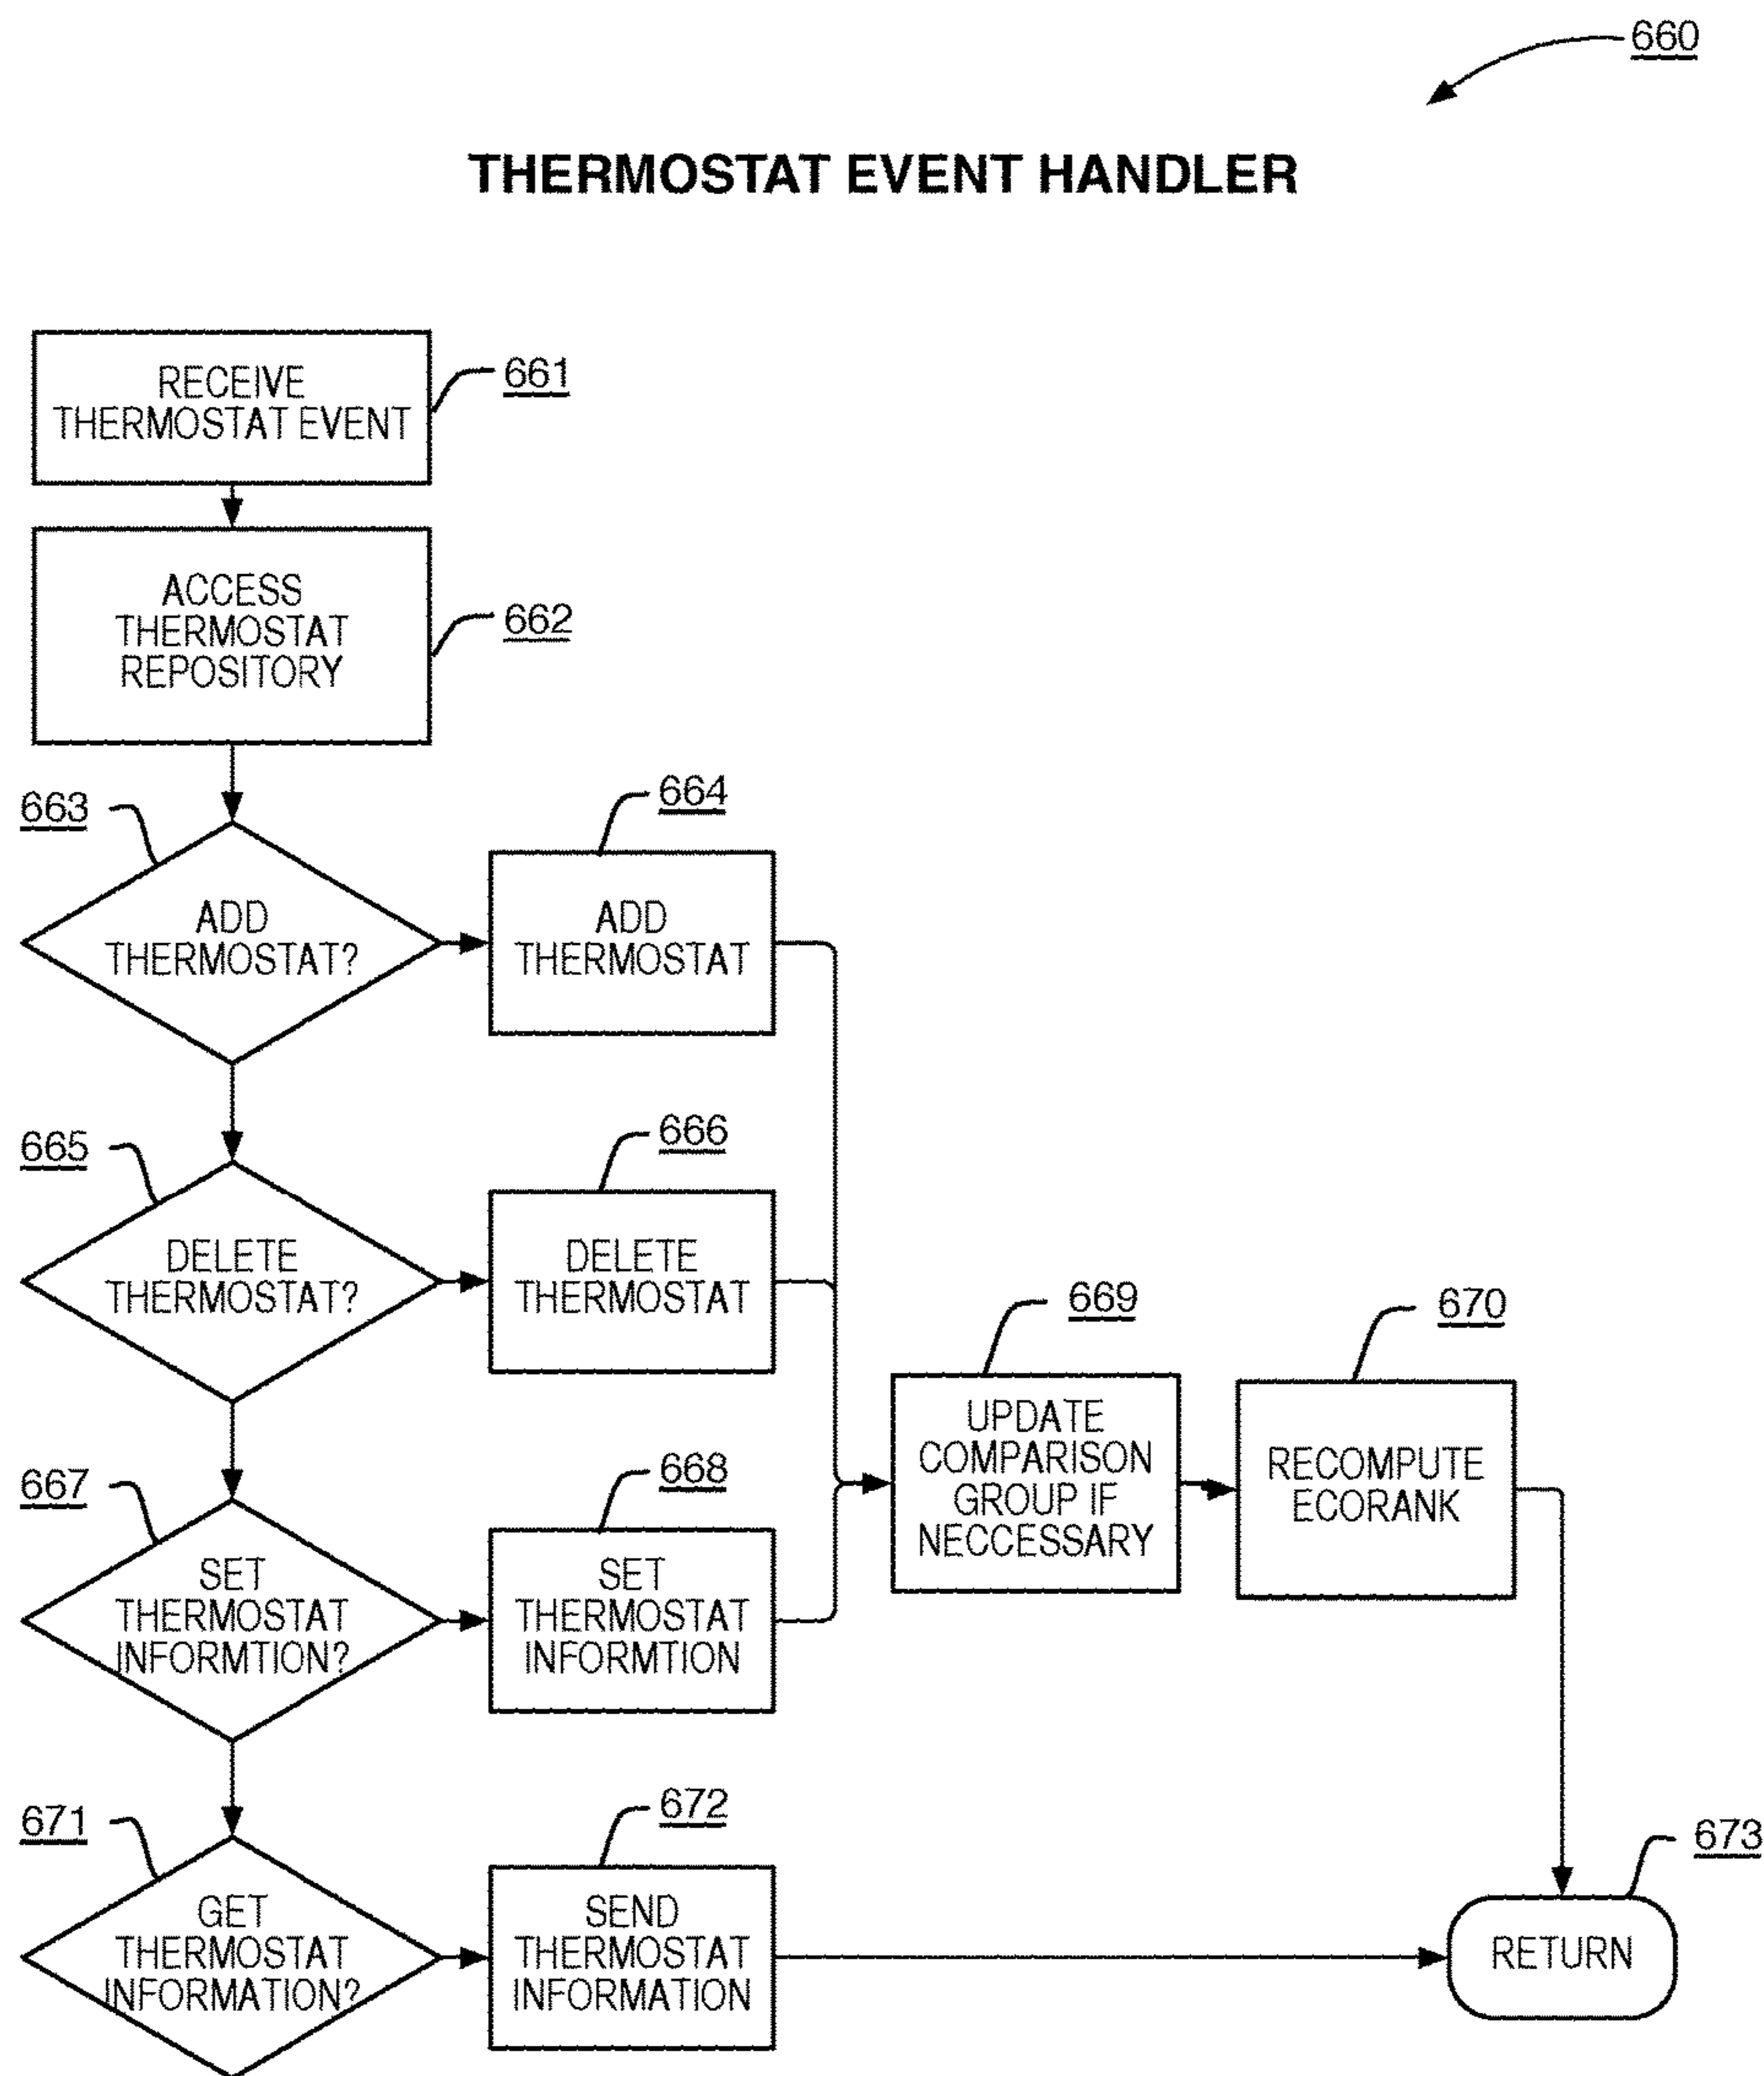 660
THERMOSTAT EVENT HANDLER
RECEIVE
THERMOSTAT EVENT
661
ACCESS
THERMOSTAT
REPOSITORY
662
663
ADD
THERMOSTAT?
664
ADD
THERMOSTAT
665
DELETE
THERMOSTAT?
666
DELETE
THERMOSTAT
667
SET
THERMOSTAT
INFORMTION?
668
SET
THERMOSTAT
INFORMTION
669
UPDATE
COMPARISON
GROUP IF
NECCESSARY
670
RECOMPUTE
ECORANK
671
GET
THERMOSTAT
INFORMATION?
672
SEND
THERMOSTAT
INFORMATION
673
RETURN